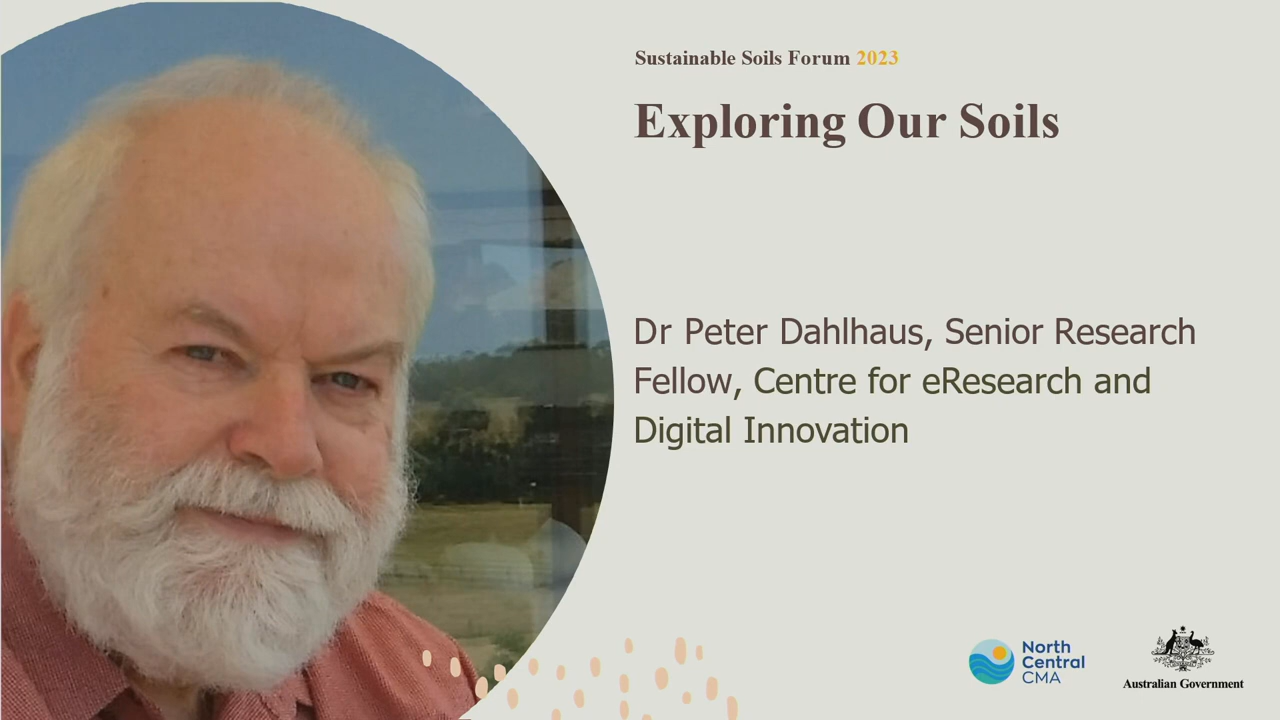 Sustainable Soils Forum 2023
Exploring Our Soils
Dr Peter Dahlhaus, Senior Research
Fellow, Centre for eResearch and
Digital Innovation
North
Central
CMA
Australian Government